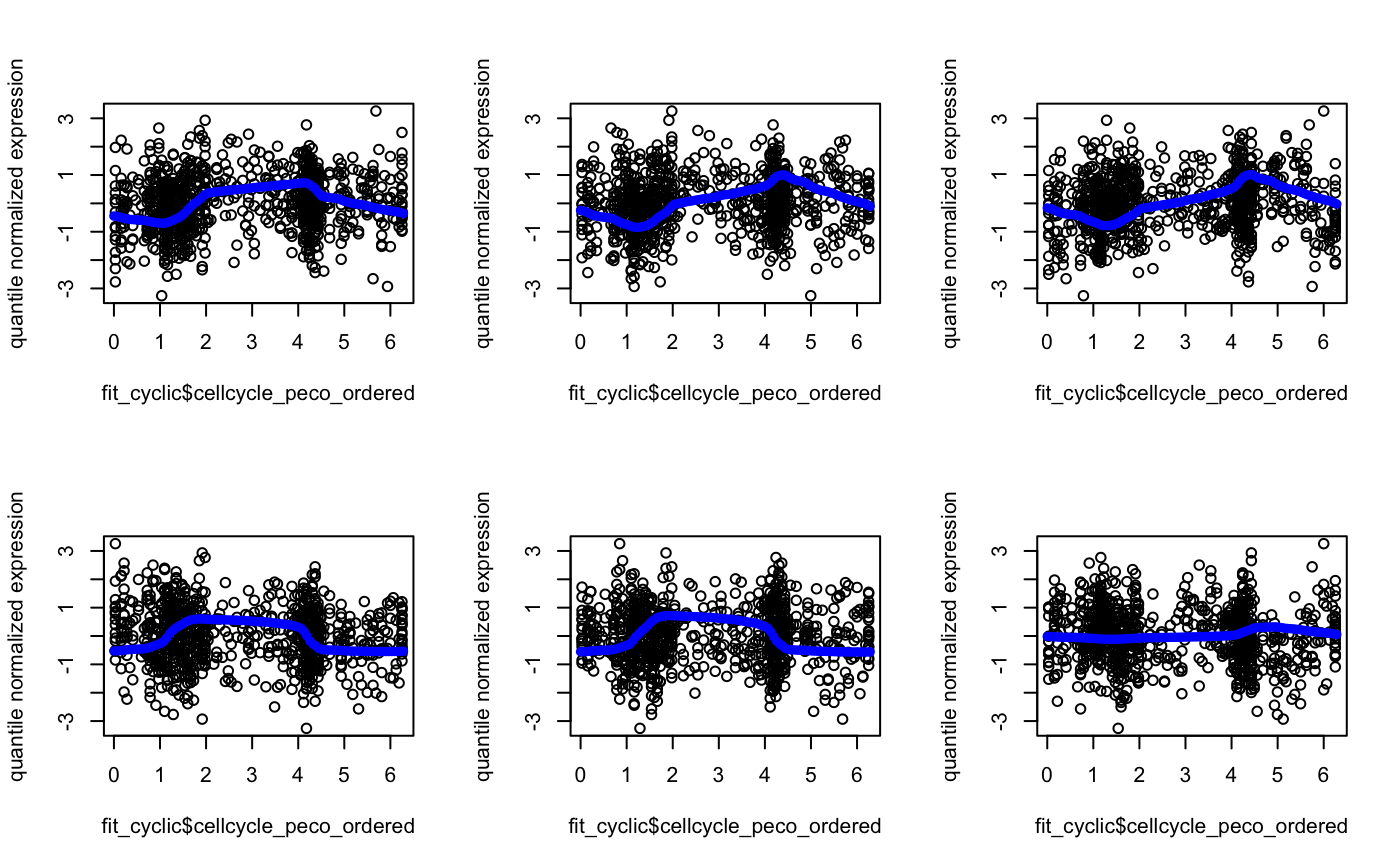 quantile normalized expression
3
1
-1
-3
0 1 2 3 4 5 6
fit_cyclic$cellcycle_peco_ordered
quantile normalized expression
3
1
-1
-3
0 1 2 3 4 5 6
fit_cyclic$cellcycle_peco_ordered
quantile normalized expression
3
1
-1
-3
0 1 2 3 4 5 6
fit_cyclic$cellcycle_peco_ordered
quantile normalized expression
3
1
-1
-3
0 1 2 3 4 5 6
fit_cyclic$cellcycle_peco_ordered
quantile normalized expression
3
1
-1
-3
0 1 2 3 4 5 6
fit_cyclic$cellcycle_peco_ordered
quantile normalized expression
3
1
-1
-3
0 1 2 3 4 5 6
fit_cyclic$cellcycle_peco_ordered